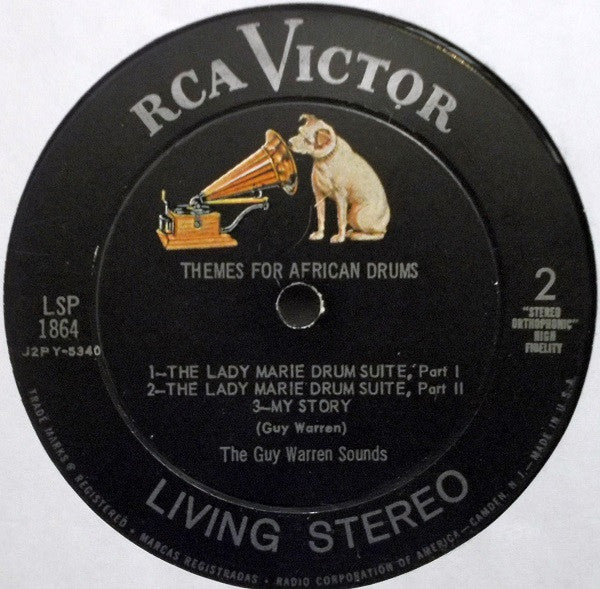 RCA VICTOR
THEMES FOR AFRICAN DRUMS
LSP
1864
J2PY-5340
2
"STEREO
ORTHOPHONIC"
HIGH
FIDELITY
1—THE LADY MARIE DRUM SUITE, Part I
2—THE LADY MARIE DRUM SUITE, Part II
3—MY STORY
(Guy Warren)
The Guy Warren Sounds
LIVING STEREO
TRADE MARKS ® REGISTERED • MARCAS REGISTRADAS • RADIO CORPORATION OF AMERICA—CAMDEN, N. J.—MADE IN U.S.A.